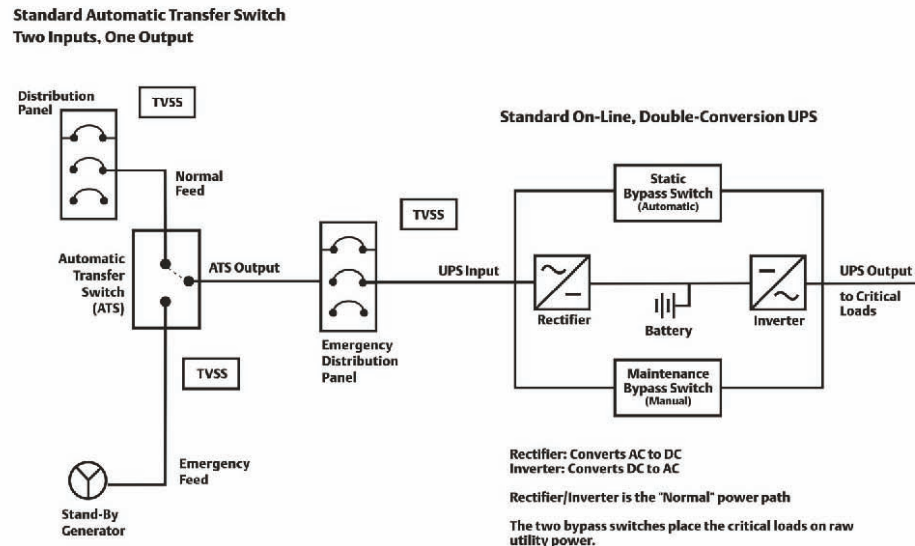 Standard Automatic Transfer Switch
Two Inputs, One Output
Distribution
Panel
TVSS
Normal
Feed
Automatic
Transfer
Switch
(ATS)
ATS Output
TVSS
Emergency
Feed
Stand-By
Generator
TVSS
Emergency
Distribution
Panel
Standard On-Line, Double-Conversion UPS
UPS Input
Static
Bypass Switch
(Automatic)
Rectifier
Battery
Inverter
UPS Output
to Critical
Loads
Maintenance
Bypass Switch
(Manual)
Rectifier: Converts AC to DC
Inverter: Converts DC to AC
Rectifier/Inverter is the "Normal" power path
The two bypass switches place the critical loads on raw
utility power.